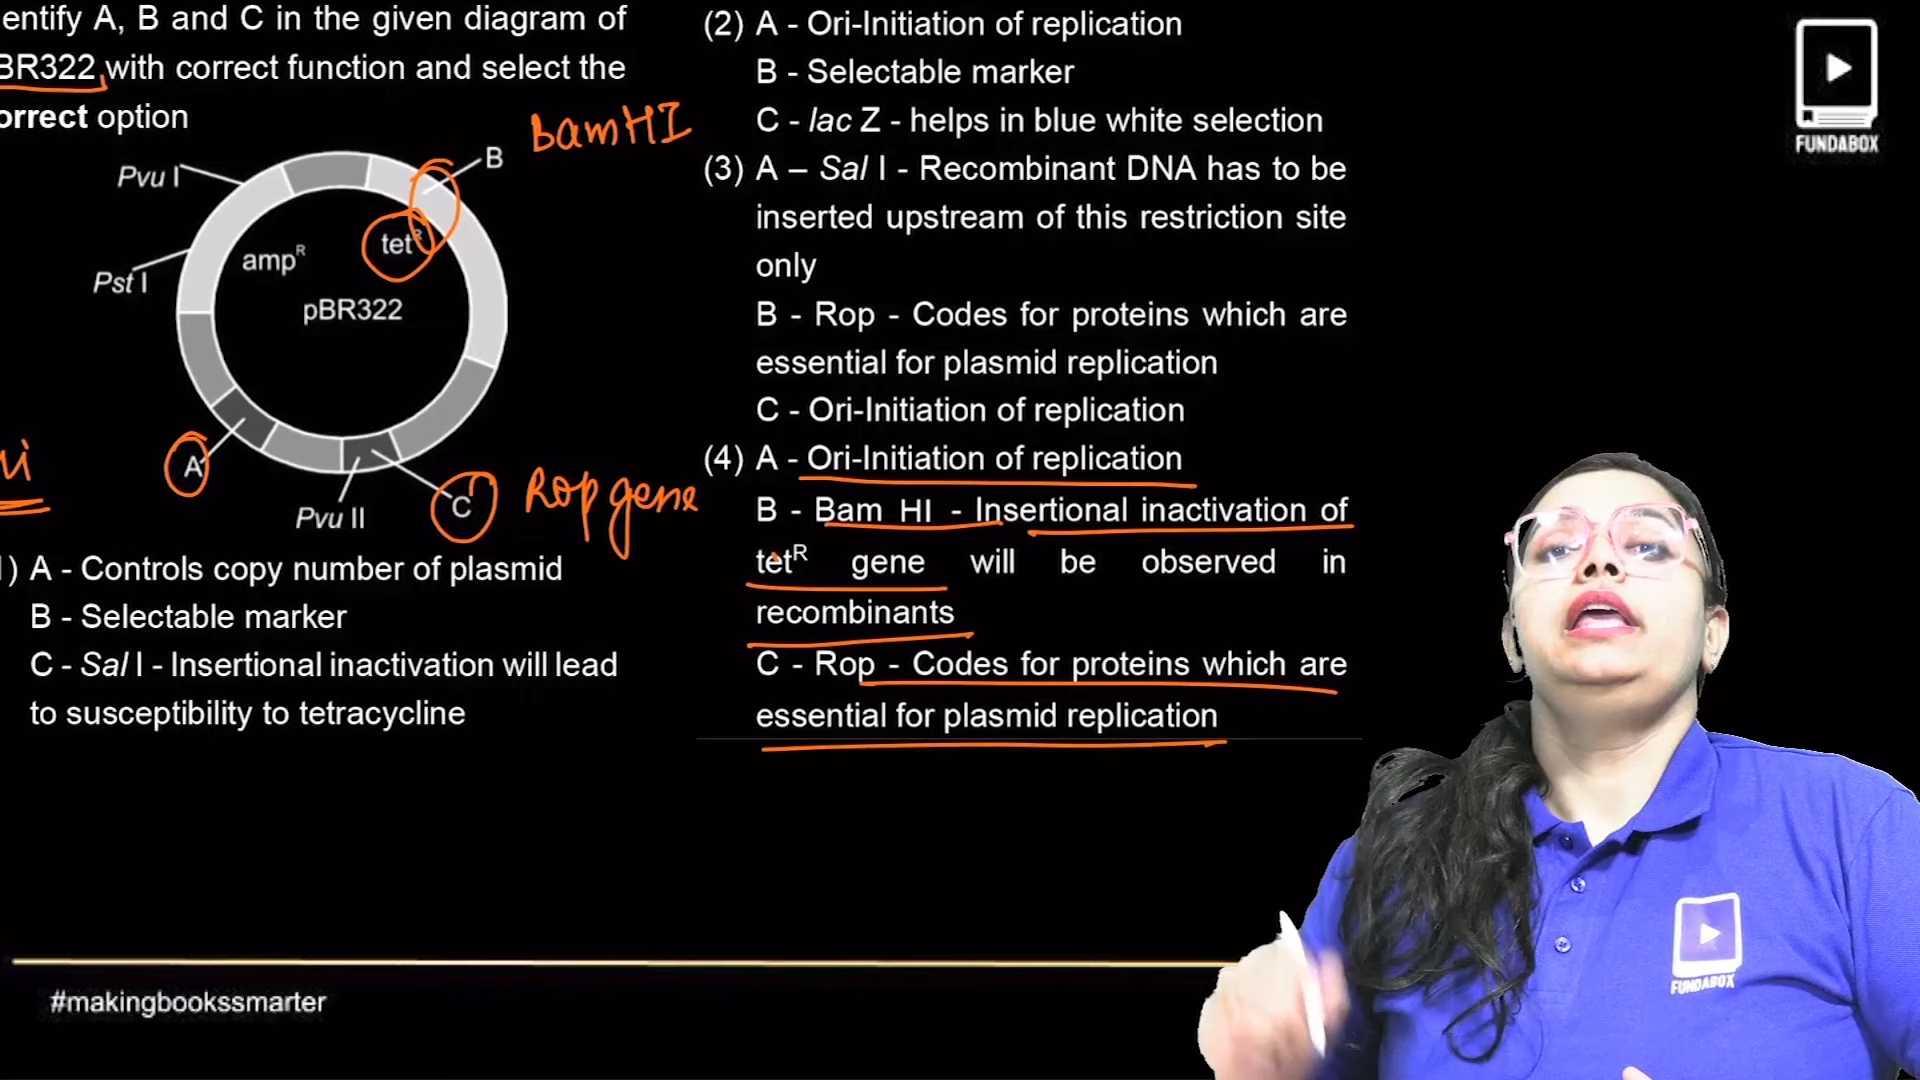 entify A, B and C in the given diagram of
BR322 with correct function and select the
orrect option
BamHI
B
Pvu I
tetR
ampR
Pst I
pBR322
A
C
Rop gene
Pvu II
) A - Controls copy number of plasmid
B - Selectable marker
C - Sal I - Insertional inactivation will lead
to susceptibility to tetracycline
(2) A - Ori-Initiation of replication
B - Selectable marker
C - lac Z - helps in blue white selection
(3) A – Sal I - Recombinant DNA has to be
inserted upstream of this restriction site
only
B - Rop - Codes for proteins which are
essential for plasmid replication
C - Ori-Initiation of replication
(4) A - Ori-Initiation of replication
B - Bam HI - Insertional inactivation of
tetR gene will be observed in
recombinants
C - Rop - Codes for proteins which are
essential for plasmid replication
FUNDABOX
FUNDABOX
#makingbookssmarter